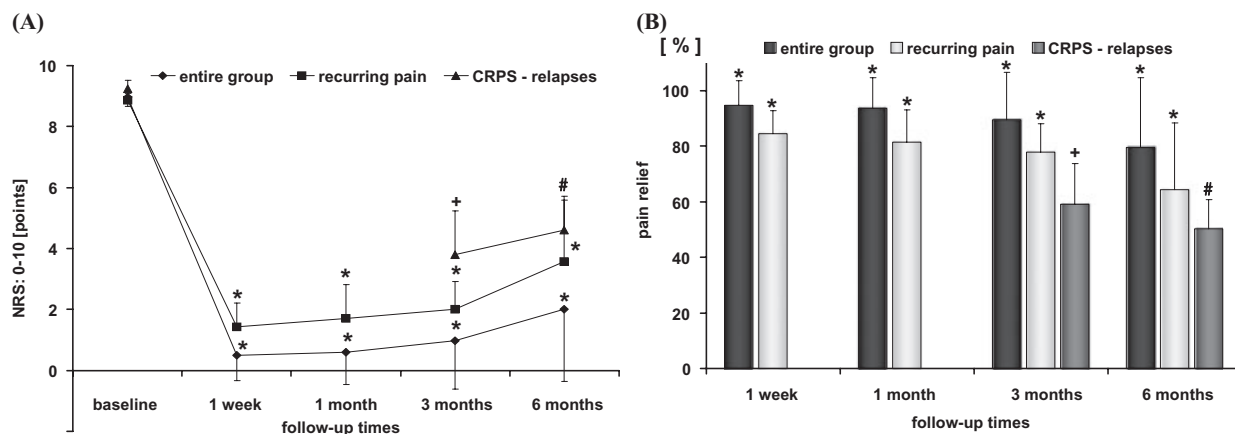 (A)
10
8
6
4
2
0
NRS: 0-10 [points]
entire group recurring pain CRPS - relapses
* * * * * * + * #
baseline 1 week 1 month 3 months 6 months
follow-up times
(B)
[ % ]
100
80
60
40
20
0
pain relief
entire group recurring pain CRPS - relapses
* * * * * * + * * #
1 week 1 month 3 months 6 months
follow-up times